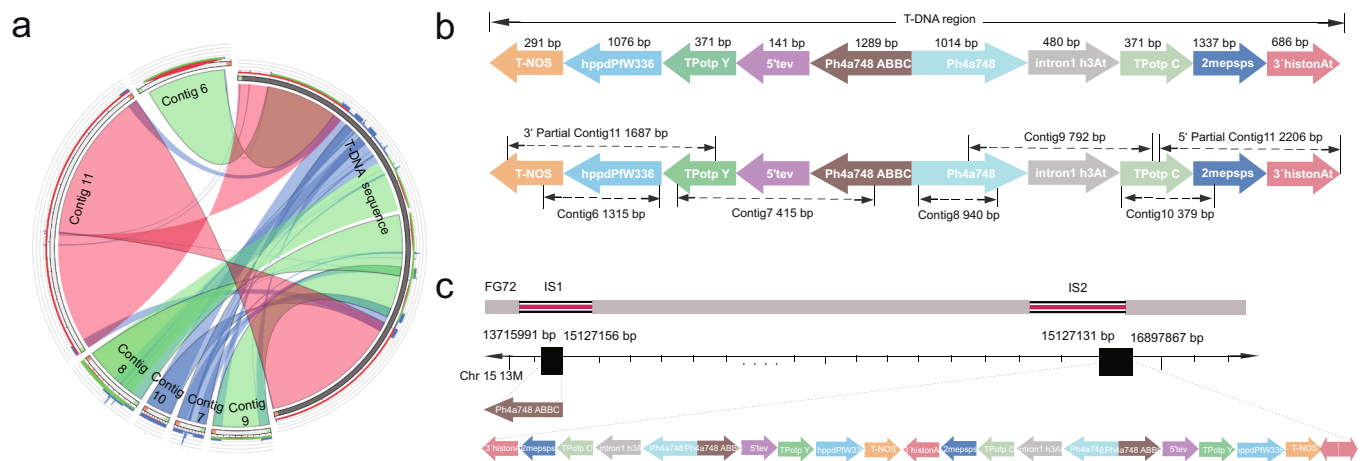 a
Contig 6
Contig 11
T-DNA sequence
Contig 8
Contig 10
Contig 7
Contig 9
b
T-DNA region
291 bp 1076 bp 371 bp 141 bp 1289 bp 1014 bp 480 bp 371 bp 1337 bp 686 bp
T-NOS hppdPfW336 TPotp Y 5'tev Ph4a748 ABBC Ph4a748 intron1 h3At TPotp C 2mepsps 3´histonAt
3' Partial Contig11 1687 bp Contig9 792 bp 5' Partial Contig11 2206 bp
T-NOS hppdPfW336 TPotp Y 5'tev Ph4a748 ABBC Ph4a748 intron1 h3At TPotp C 2mepsps 3´histonAt
Contig6 1315 bp Contig7 415 bp Contig8 940 bp Contig10 379 bp
c
FG72 IS1 IS2
13715991 bp 15127156 bp 15127131 bp 16897867 bp
. . . .
Chr 15 13M
Ph4a748 ABBC
3'histonA 2mepsps TPotp C intron1 h3A Ph4a748 Ph4a748 ABB 5'tev TPotp Y hppdPfW33 T-NOS 3 histonA 2mepsps TPotp C intron1 h3A Ph4a748 Ph4a748 ABBC 5'tev TPotp Y hppdPfW336 T-NOS